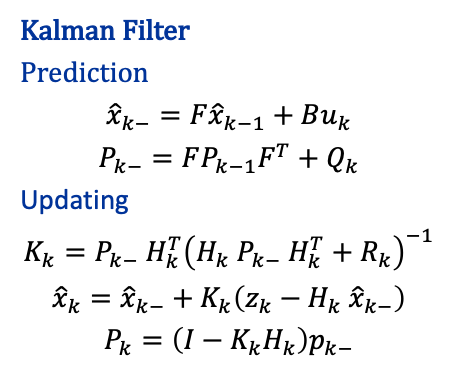 Kalman Filter
Prediction
x̂ₖ₋ = Fx̂ₖ₋₁ + Buₖ
Pₖ₋ = FPₖ₋₁Fᵀ + Qₖ
Updating
Kₖ = Pₖ₋ Hₖᵀ(Hₖ Pₖ₋ Hₖᵀ + Rₖ)⁻¹
x̂ₖ = x̂ₖ₋ + Kₖ(zₖ − Hₖ x̂ₖ₋)
Pₖ = (I − KₖHₖ)pₖ₋